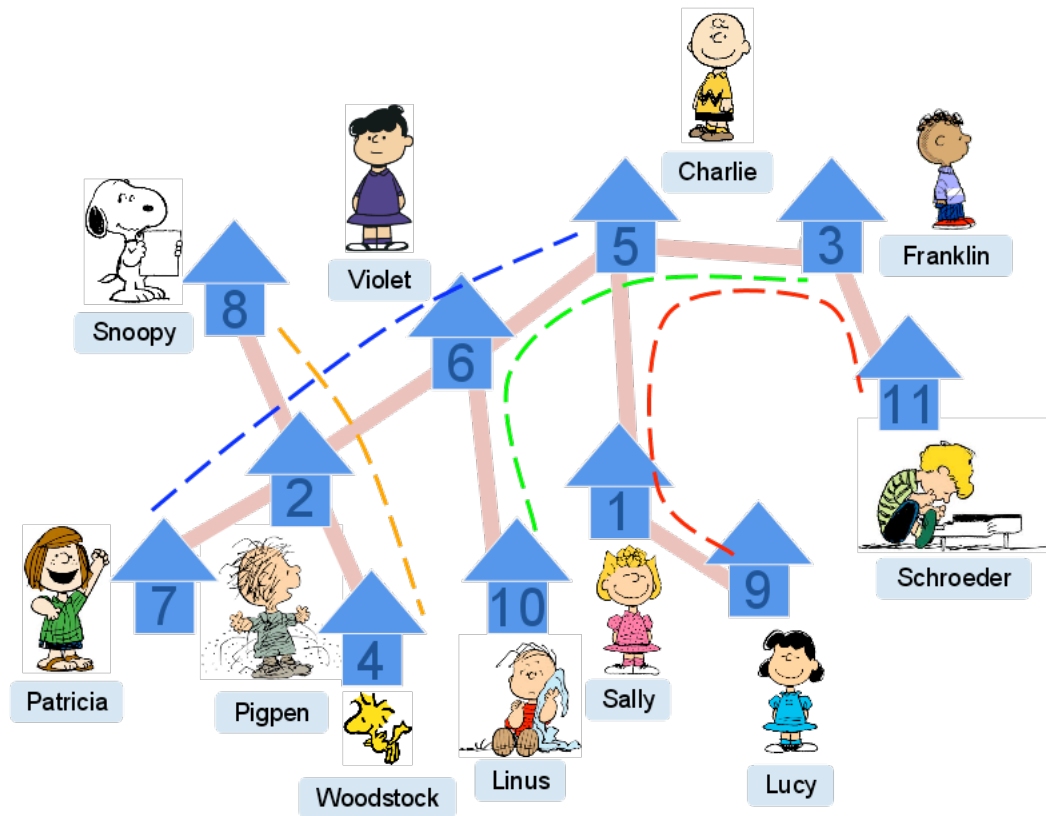 Charlie
Violet
Franklin
Snoopy
5
3
8
6
11
2
1
Schroeder
7
9
10
4
Patricia
Pigpen
Sally
Linus
Lucy
Woodstock